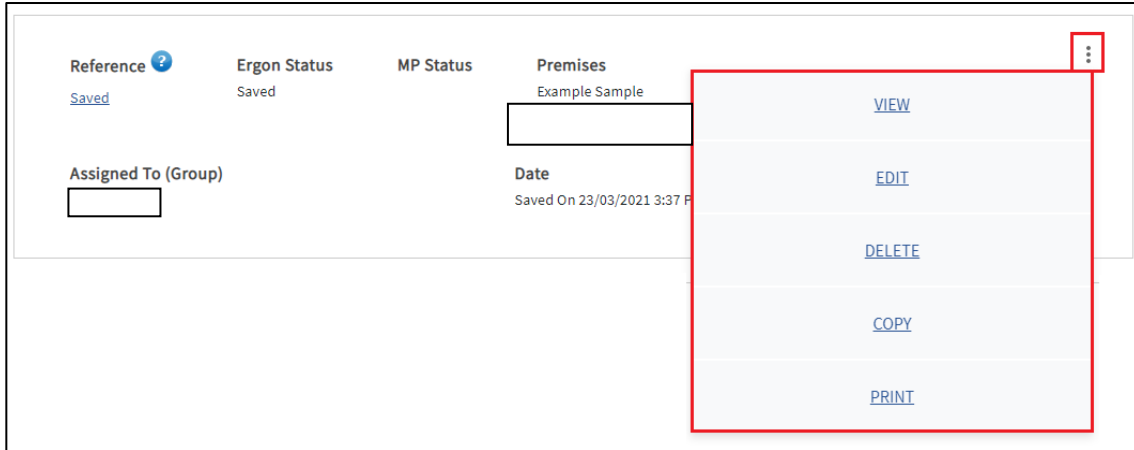 Reference ?
Ergon Status
MP Status
Premises
Saved
Saved
Example Sample
Assigned To (Group)
Date
Saved On 23/03/2021 3:37 P
VIEW
EDIT
DELETE
COPY
PRINT